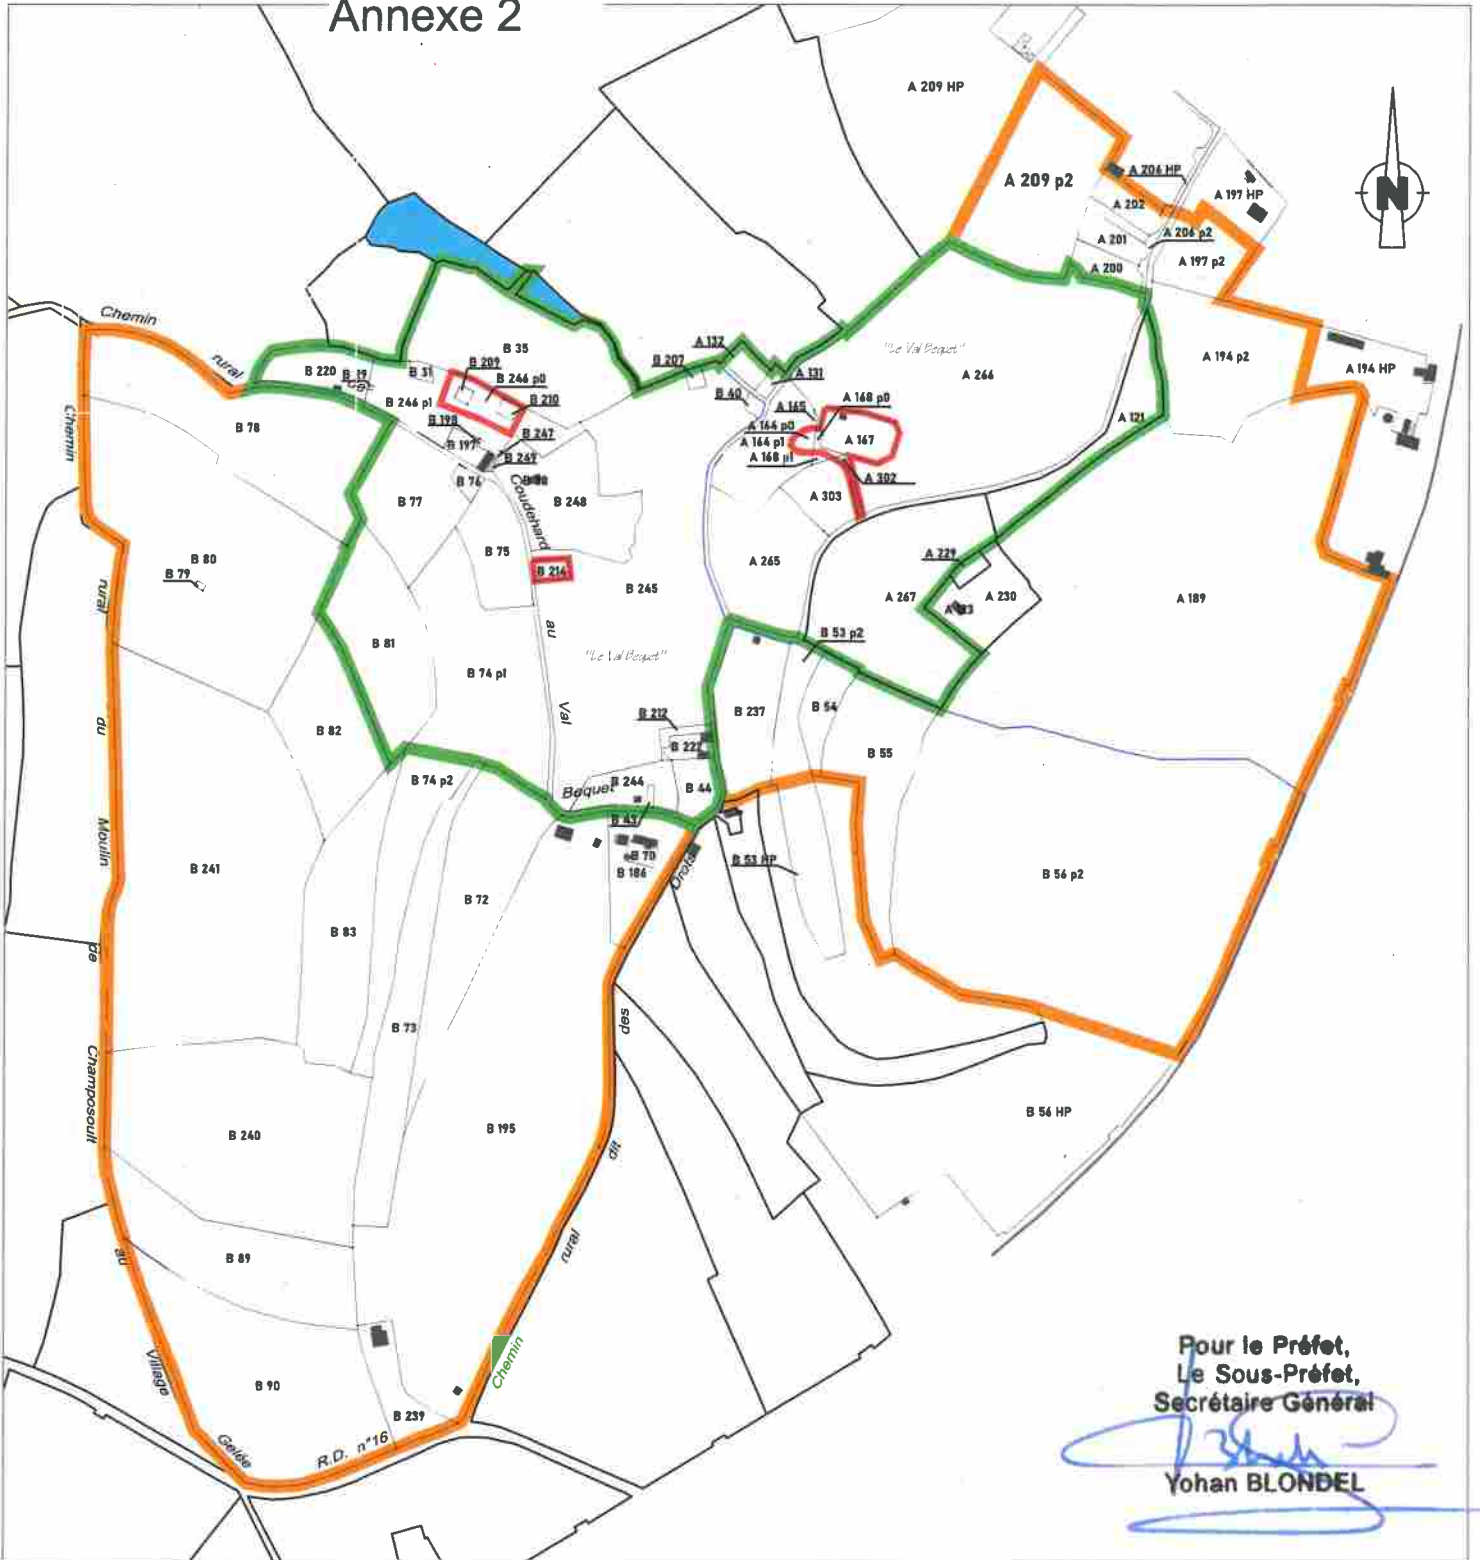 Annexe 2
A 209 HP
A 209 p2
A 206 HP
A 197 HP
A 202
A 206 p2
A 201
A 197 p2
A 200
N
Chemin
rural
B 35
B 207
A 132
A 131
"Le Val Bequet"
A 266
A 194 p2
A 194 HP
B 220
B 19
B 31
B 209
B 246 p0
B 210
B 246 p1
B 40
A 165
A 168 p0
A 164 p0
A 164 p1
A 167
A 168 p1
A 302
A 303
A 121
B 78
B 198
B 197
B 247
B 249
B 76
B 77
B 248
Coudehard
au
Val
Bequet
B 75
B 214
B 245
A 265
A 229
A 267
A 230
A 189
B 80
B 79
B 81
B 74 p1
"Le Val Bequet"
B 53 p2
B 237
B 54
B 55
B 82
B 212
B 222
B 74 p2
B 244
B 44
B 43
B 70
B 186
B 53 HP
B 56 p2
B 241
B 83
B 72
B 73
B 195
B 240
B 56 HP
B 89
B 90
B 239
Chemin
rural
du
Moulin
de
Champosoult
au
Village
Gelée
R.D. n°16
Chemin
rural
dit
des
Orots
Pour le Préfet,
Le Sous-Préfet,
Secrétaire Général
Yohan BLONDEL